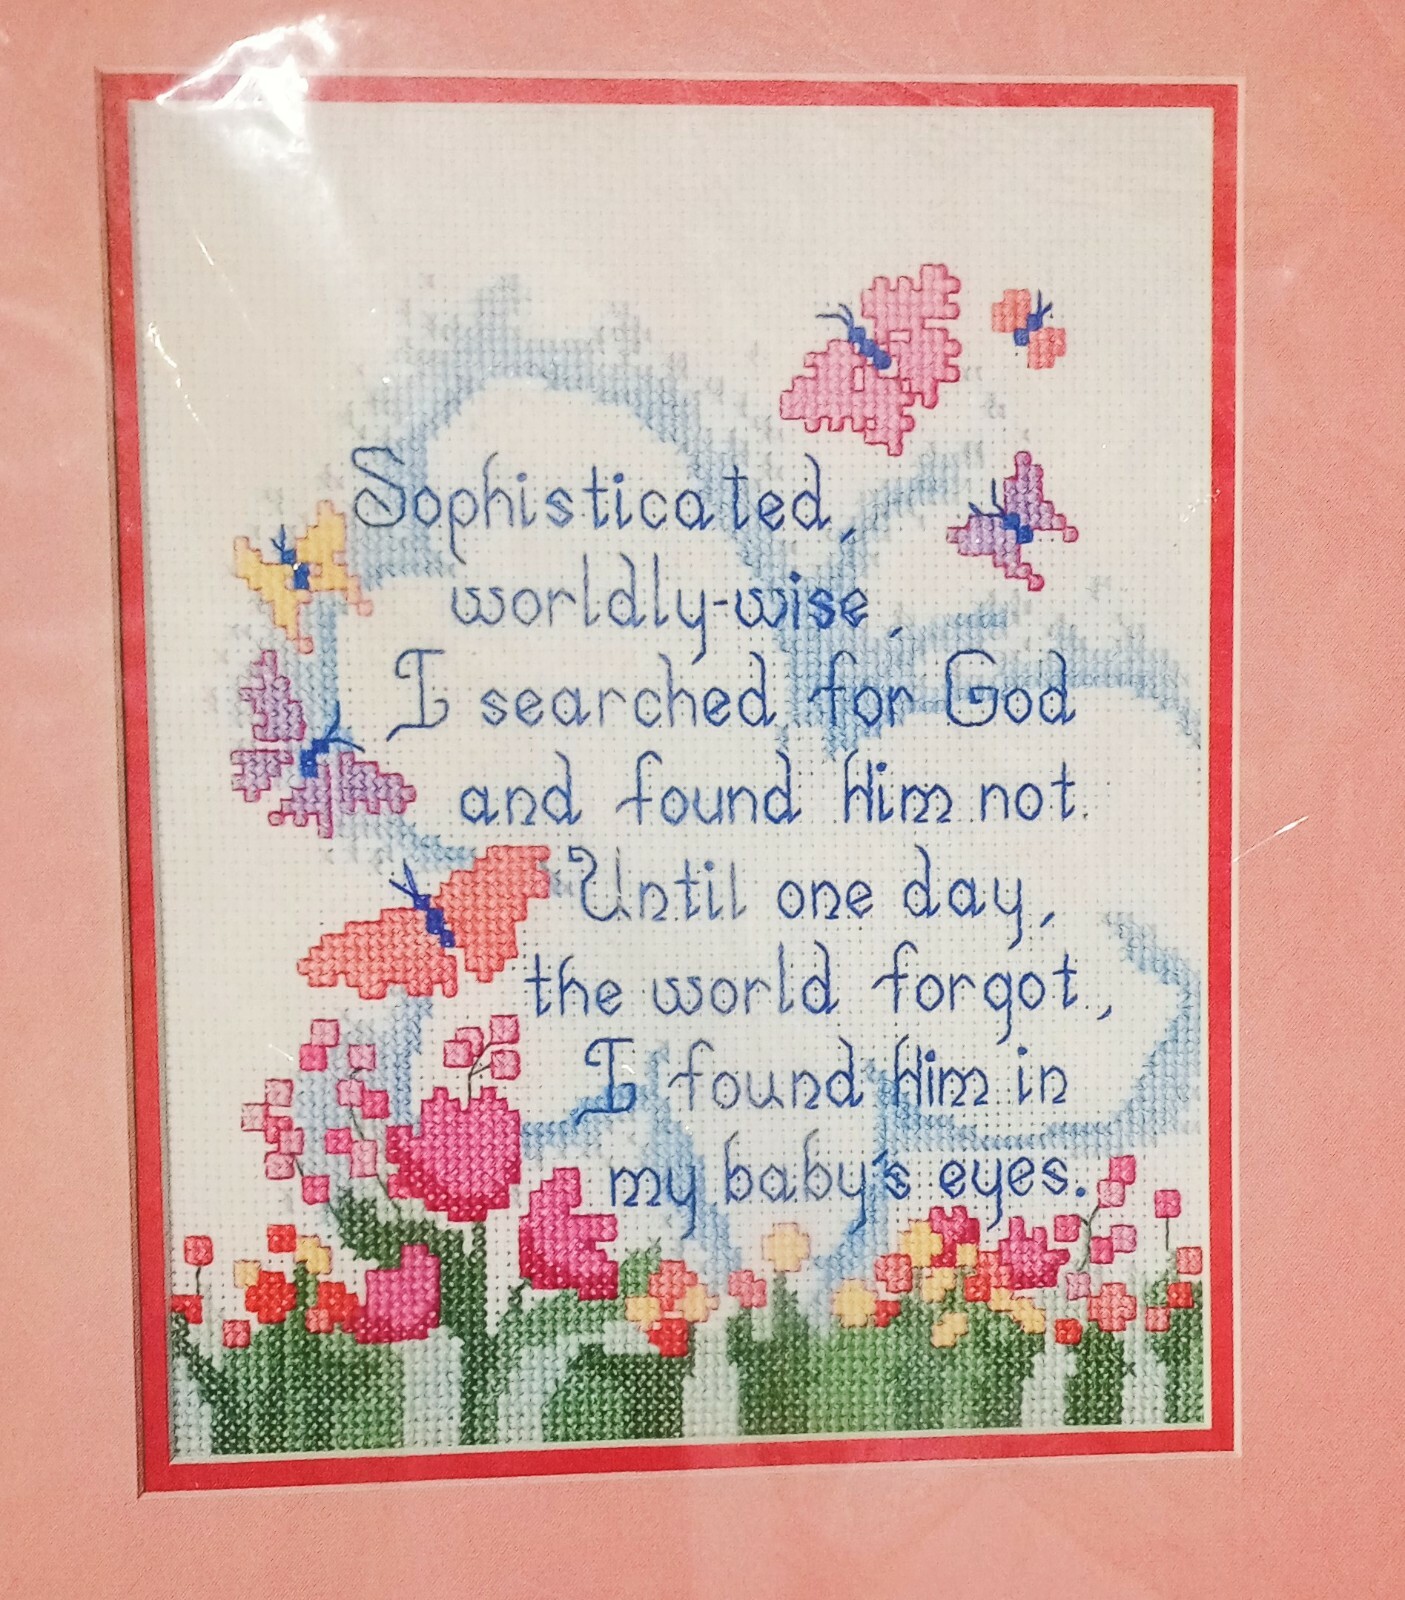 Sophisticated,
worldly-wise,
I searched for God
and found Him not.
Until one day,
the world forgot,
I found Him in
my baby's eyes.